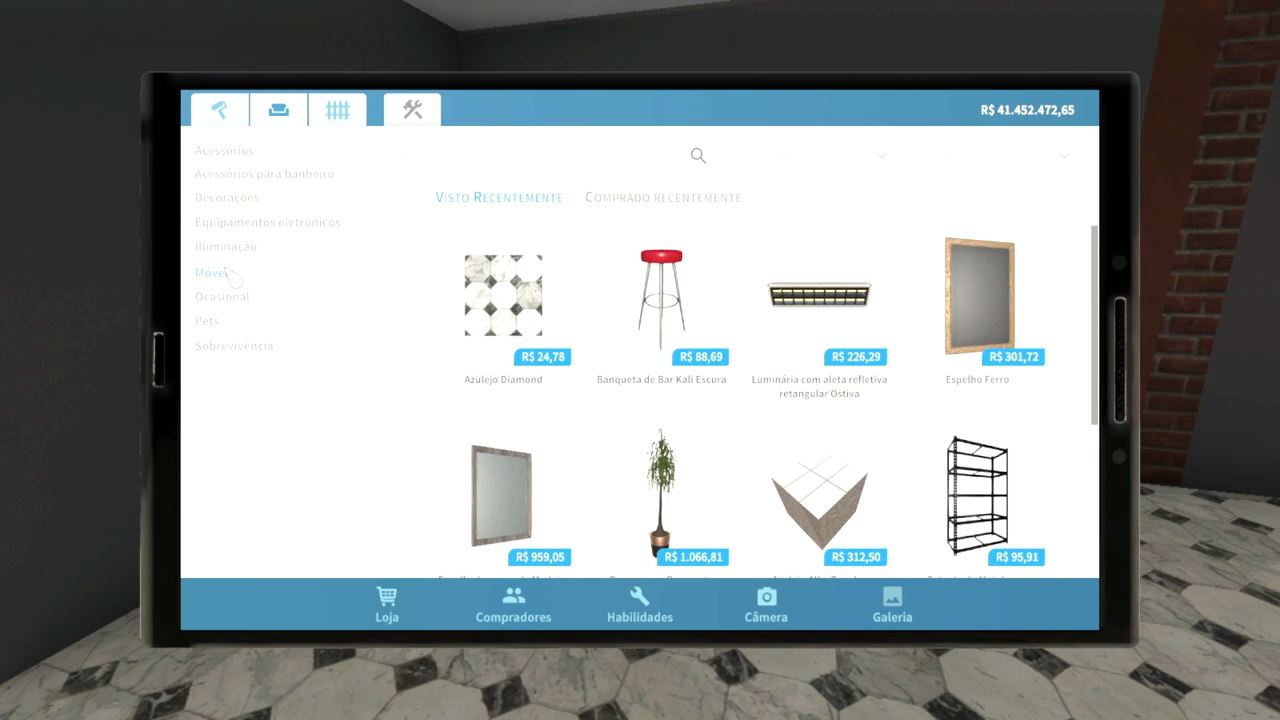 R$ 41.452.472,65
Acessórios
Acessórios para banheiro
Decorações
Equipamentos eletrônicos
Iluminação
Ocasional
Pets
Sobrevivência
Visto Recentemente
Comprado recentemente
R$ 24,78
R$ 88,69
R$ 226,29
R$ 301,72
Azulejo Diamond
Banqueta de Bar Kali Escura
Luminária com aleta refletiva
retangular Ostiva
Espelho Ferro
R$ 959,05
R$ 1.066,81
R$ 312,50
R$ 95,91
Loja
Compradores
Habilidades
Câmera
Galeria